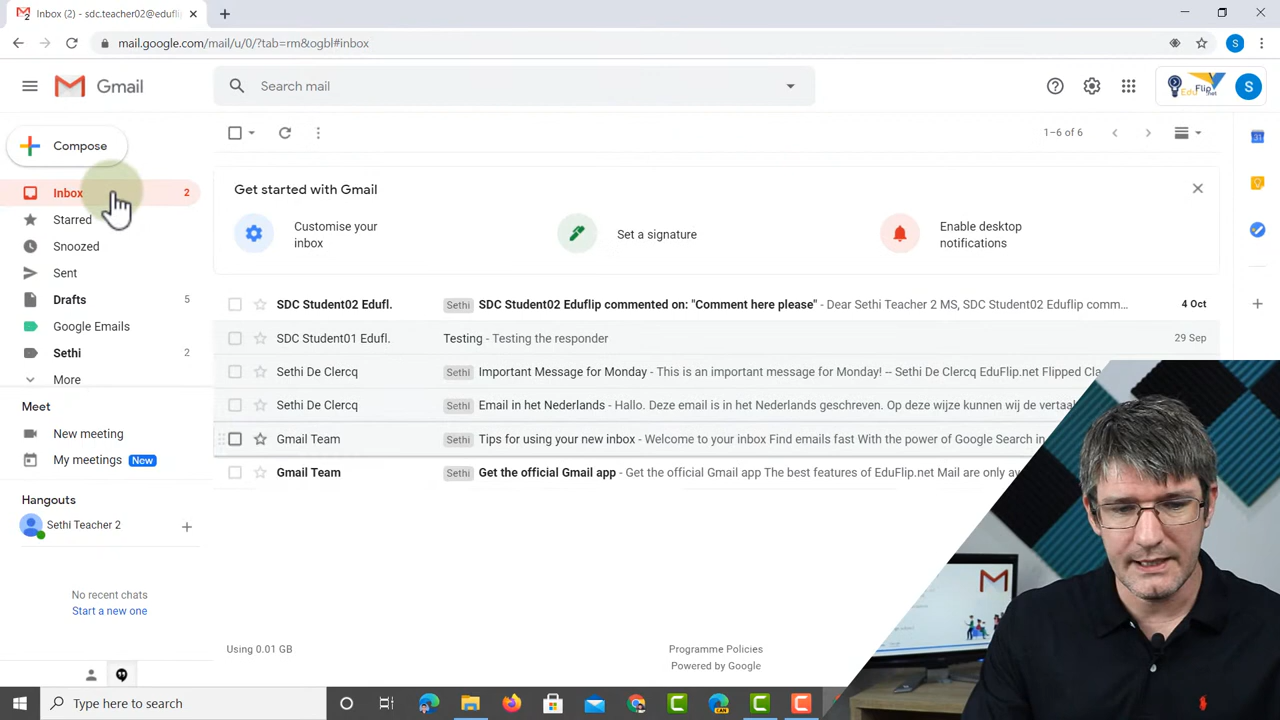 Inbox (2) - sdc.teacher02@edufli
mail.google.com/mail/u/0/?tab=rm&ogbl#inbox
S
Gmail
Search mail
EduFlip.net
S
Compose
1–6 of 6
Inbox 2
Starred
Snoozed
Sent
Drafts 5
Google Emails
Sethi 2
More
Get started with Gmail
Customise your
inbox
Set a signature
Enable desktop
notifications
SDC Student02 Edufl. Sethi SDC Student02 Eduflip commented on: "Comment here please" - Dear Sethi Teacher 2 MS, SDC Student02 Eduflip comm... 4 Oct
SDC Student01 Edufl. Testing - Testing the responder 29 Sep
Sethi De Clercq Sethi Important Message for Monday - This is an important message for Monday! -- Sethi De Clercq EduFlip.net Flipped Cla
Sethi De Clercq Sethi Email in het Nederlands - Hallo. Deze email is in het Nederlands geschreven. Op deze wijze kunnen wij de vertaa
Gmail Team Sethi Tips for using your new inbox - Welcome to your inbox Find emails fast With the power of Google Search in
Gmail Team Sethi Get the official Gmail app - Get the official Gmail app The best features of EduFlip.net Mail are only av
Meet
New meeting
My meetings New
Hangouts
Sethi Teacher 2
No recent chats
Start a new one
Using 0.01 GB
Programme Policies
Powered by Google
Type here to search
CAN